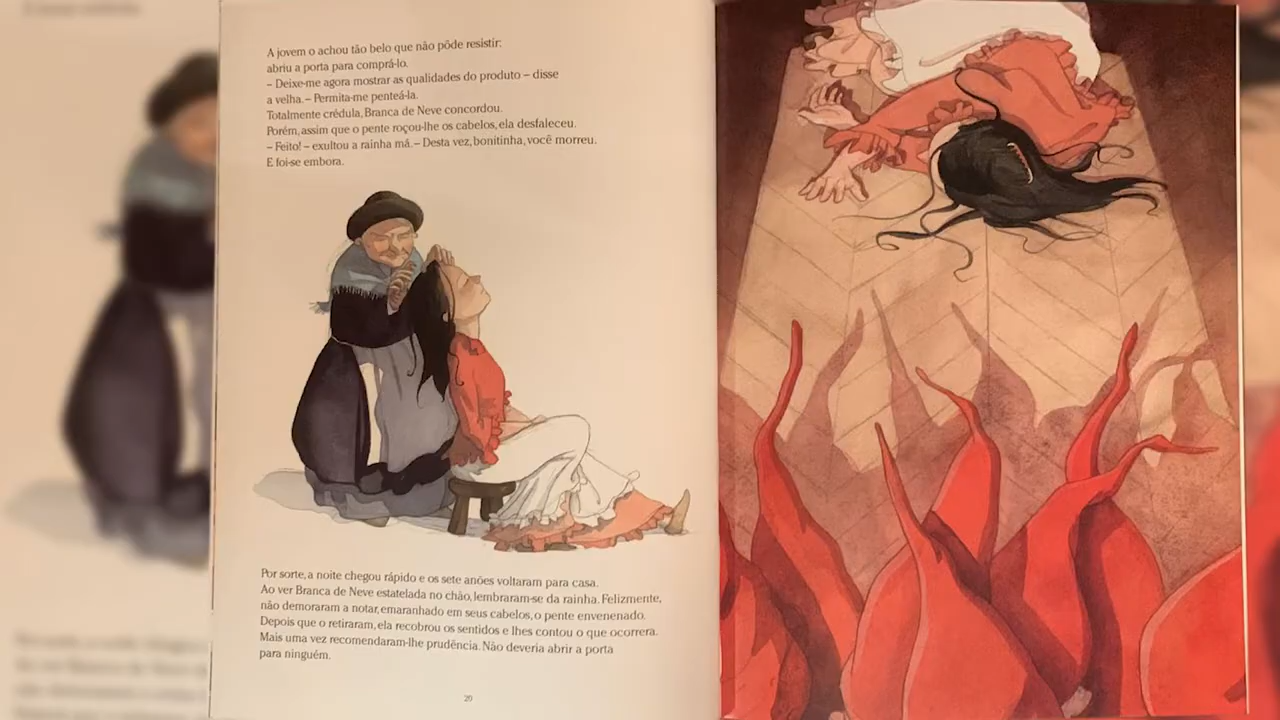 A jovem o achou tão belo que não pôde resistir:
abriu a porta para comprá-lo.
– Deixe-me agora mostrar as qualidades do produto – disse
a velha. – Permita-me penteá-la.
Totalmente crédula, Branca de Neve concordou.
Porém, assim que o pente roçou-lhe os cabelos, ela desfaleceu.
– Feito! – exultou a rainha má. – Desta vez, bonitinha, você morreu.
E foi-se embora.
Por sorte, a noite chegou rápido e os sete anões voltaram para casa.
Ao ver Branca de Neve estatelada no chão, lembraram-se da rainha. Felizmente,
não demoraram a notar, emaranhado em seus cabelos, o pente envenenado.
Depois que o retiraram, ela recobrou os sentidos e lhes contou o que ocorrera.
Mais uma vez recomendaram-lhe prudência. Não deveria abrir a porta
para ninguém.
20